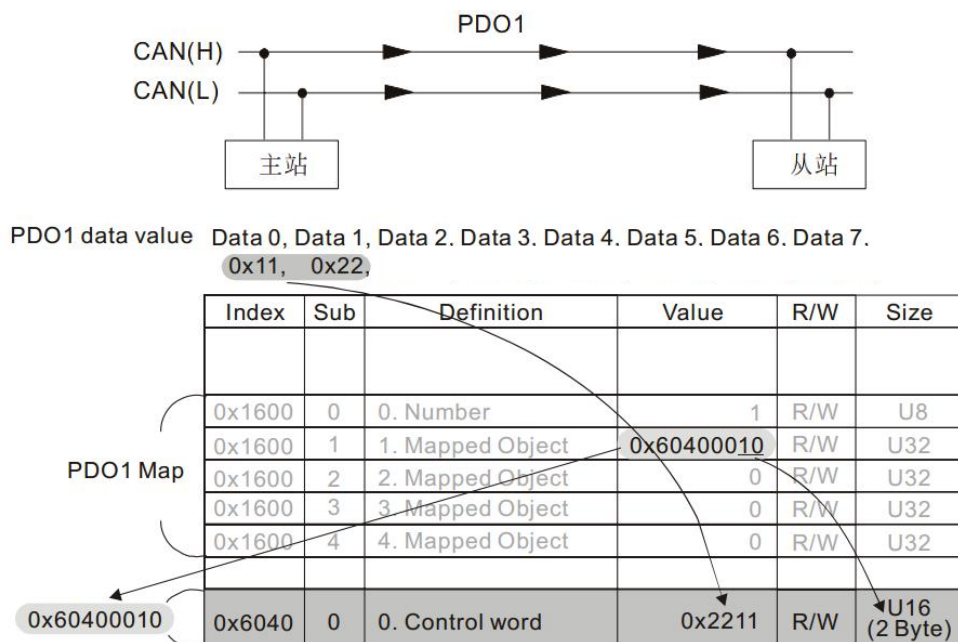 PDO1
CAN(H)
CAN(L)
主站 从站
PDO1 data value Data 0, Data 1, Data 2. Data 3. Data 4. Data 5. Data 6. Data 7.
0x11, 0x22,
Index Sub Definition Value R/W Size
0x1600 0 0. Number 1 R/W U8
0x1600 1 1. Mapped Object 0x60400010 R/W U32
PDO1 Map
0x1600 2 2. Mapped Object 0 R/W U32
0x1600 3 3. Mapped Object 0 R/W U32
0x1600 4 4. Mapped Object 0 R/W U32
0x60400010
0x6040 0 0. Control word 0x2211 R/W U16
(2 Byte)